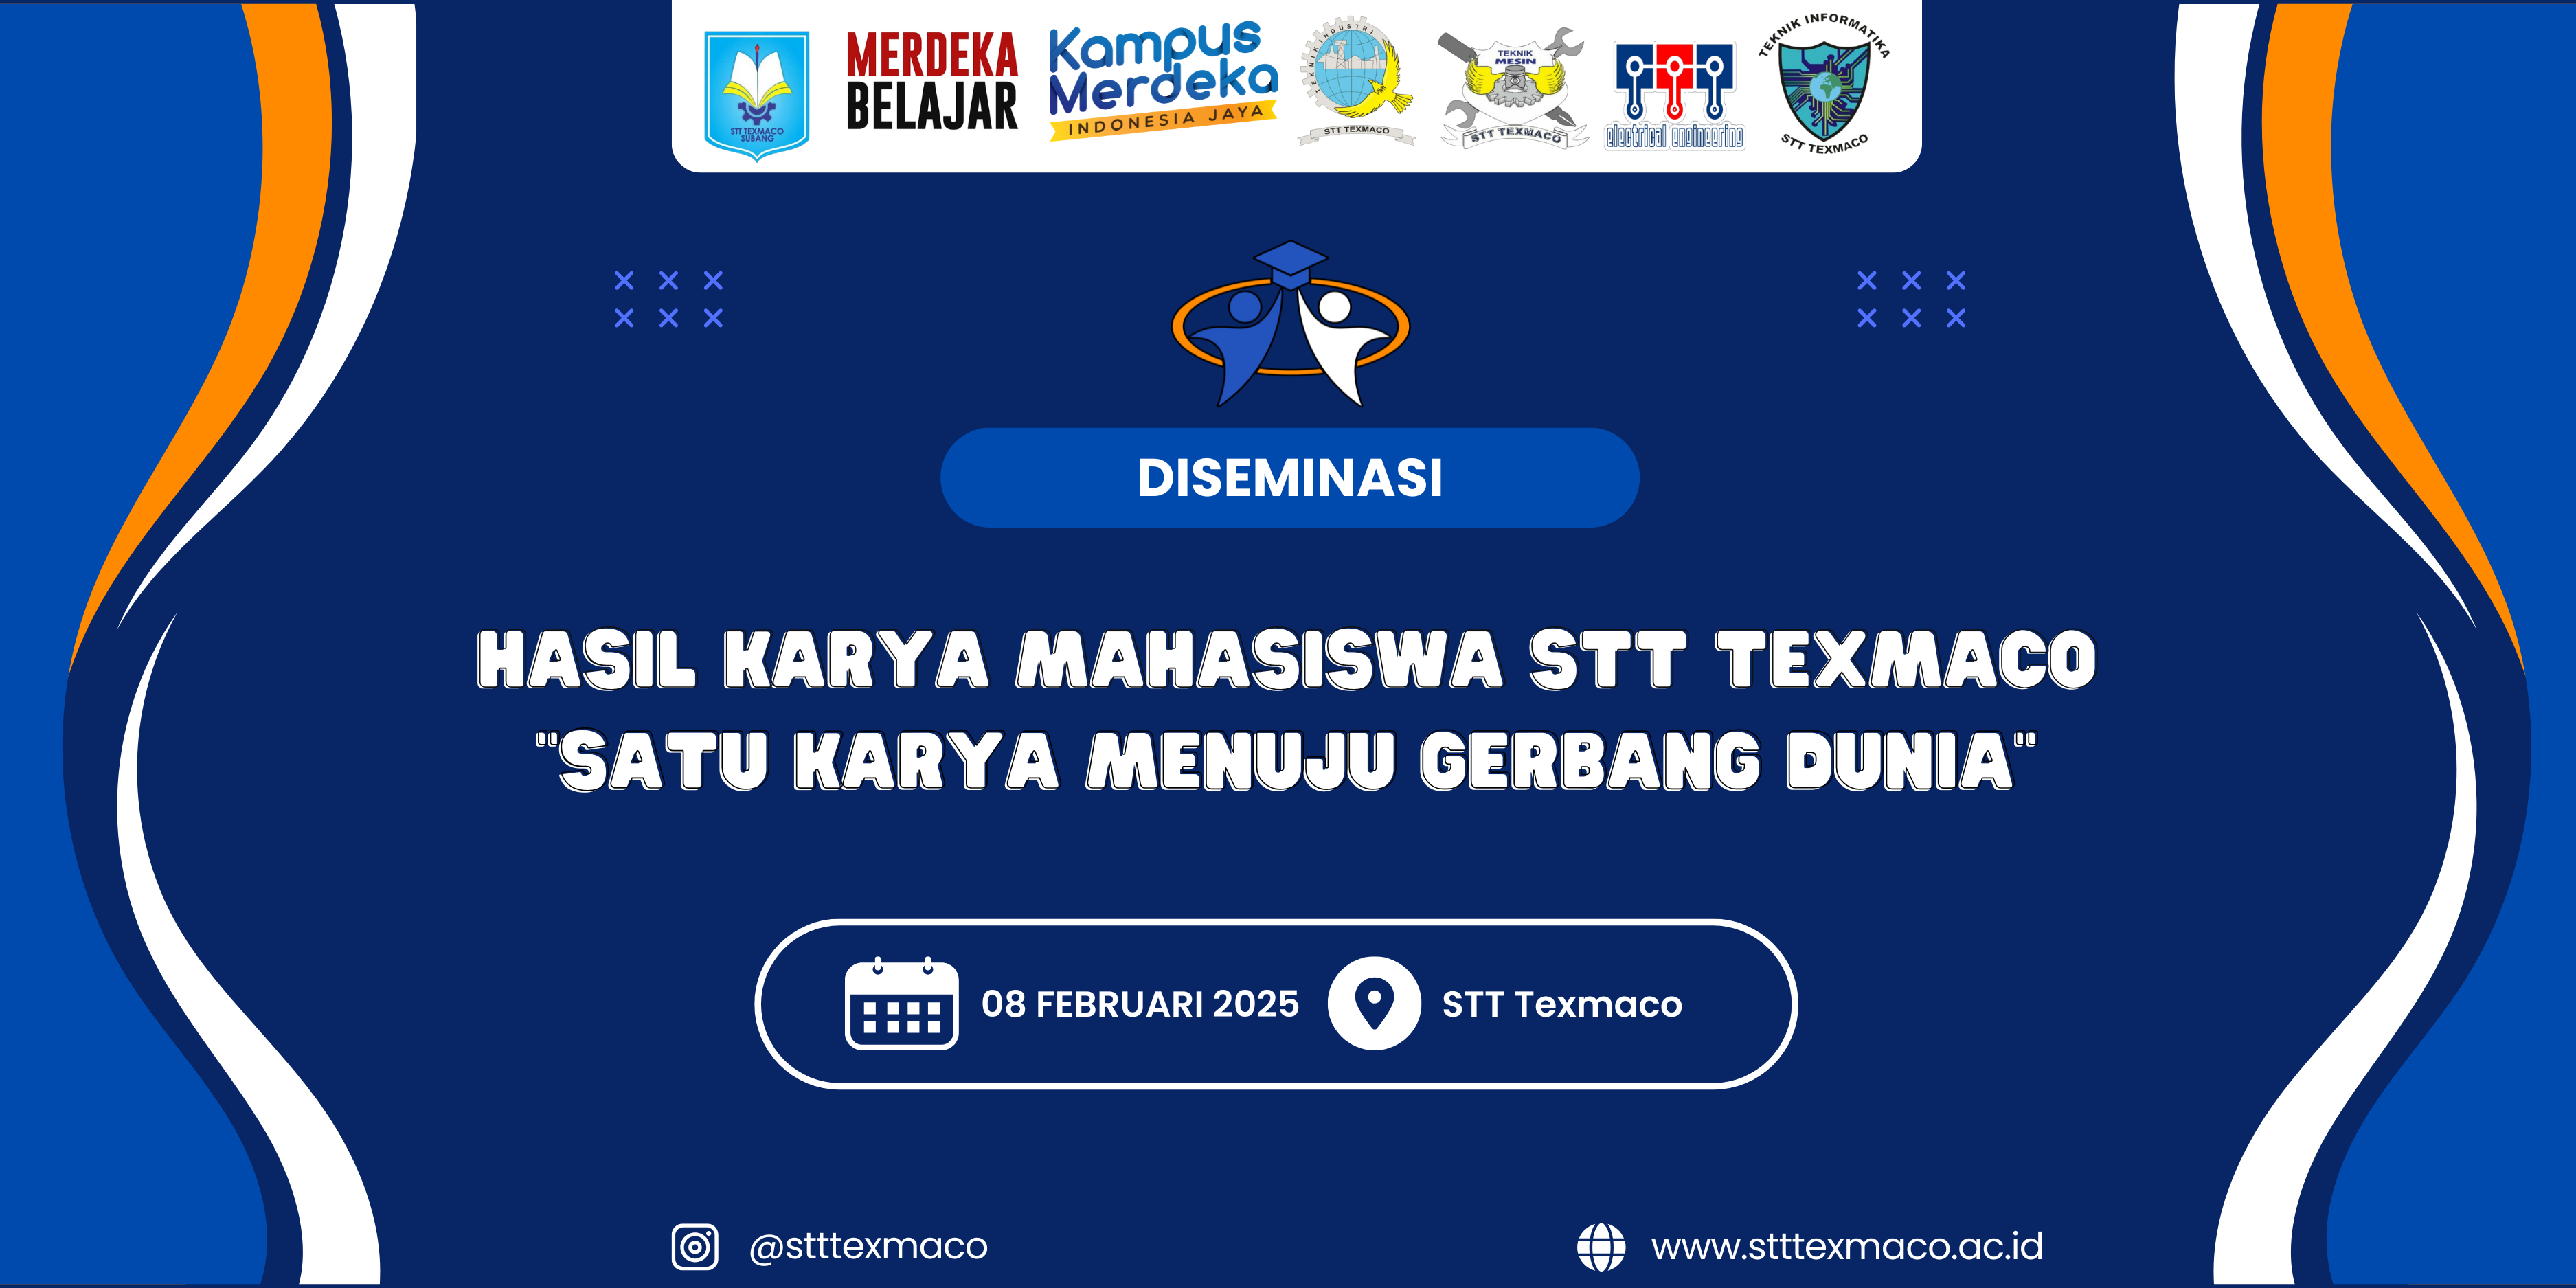 STT TEXMACO
SUBANG
MERDEKA
BELAJAR
Kampus
Merdeka
INDONESIA JAYA
TEKNIK INDUSTRI
STT TEXMACO
TEKNIK
MESIN
STT TEXMACO
electrical engineering
TEKNIK INFORMATIKA
STT TEXMACO
DISEMINASI
HASIL KARYA MAHASISWA STT TEXMACO
"SATU KARYA MENUJU GERBANG DUNIA"
08 FEBRUARI 2025
STT Texmaco
@stttexmaco
www.stttexmaco.ac.id